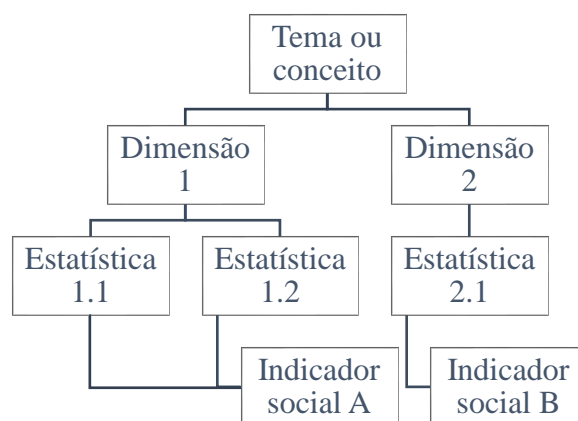 Tema ou
conceito
Dimensão
1
Dimensão
2
Estatística
1.1
Estatística
1.2
Estatística
2.1
Indicador
social A
Indicador
social B